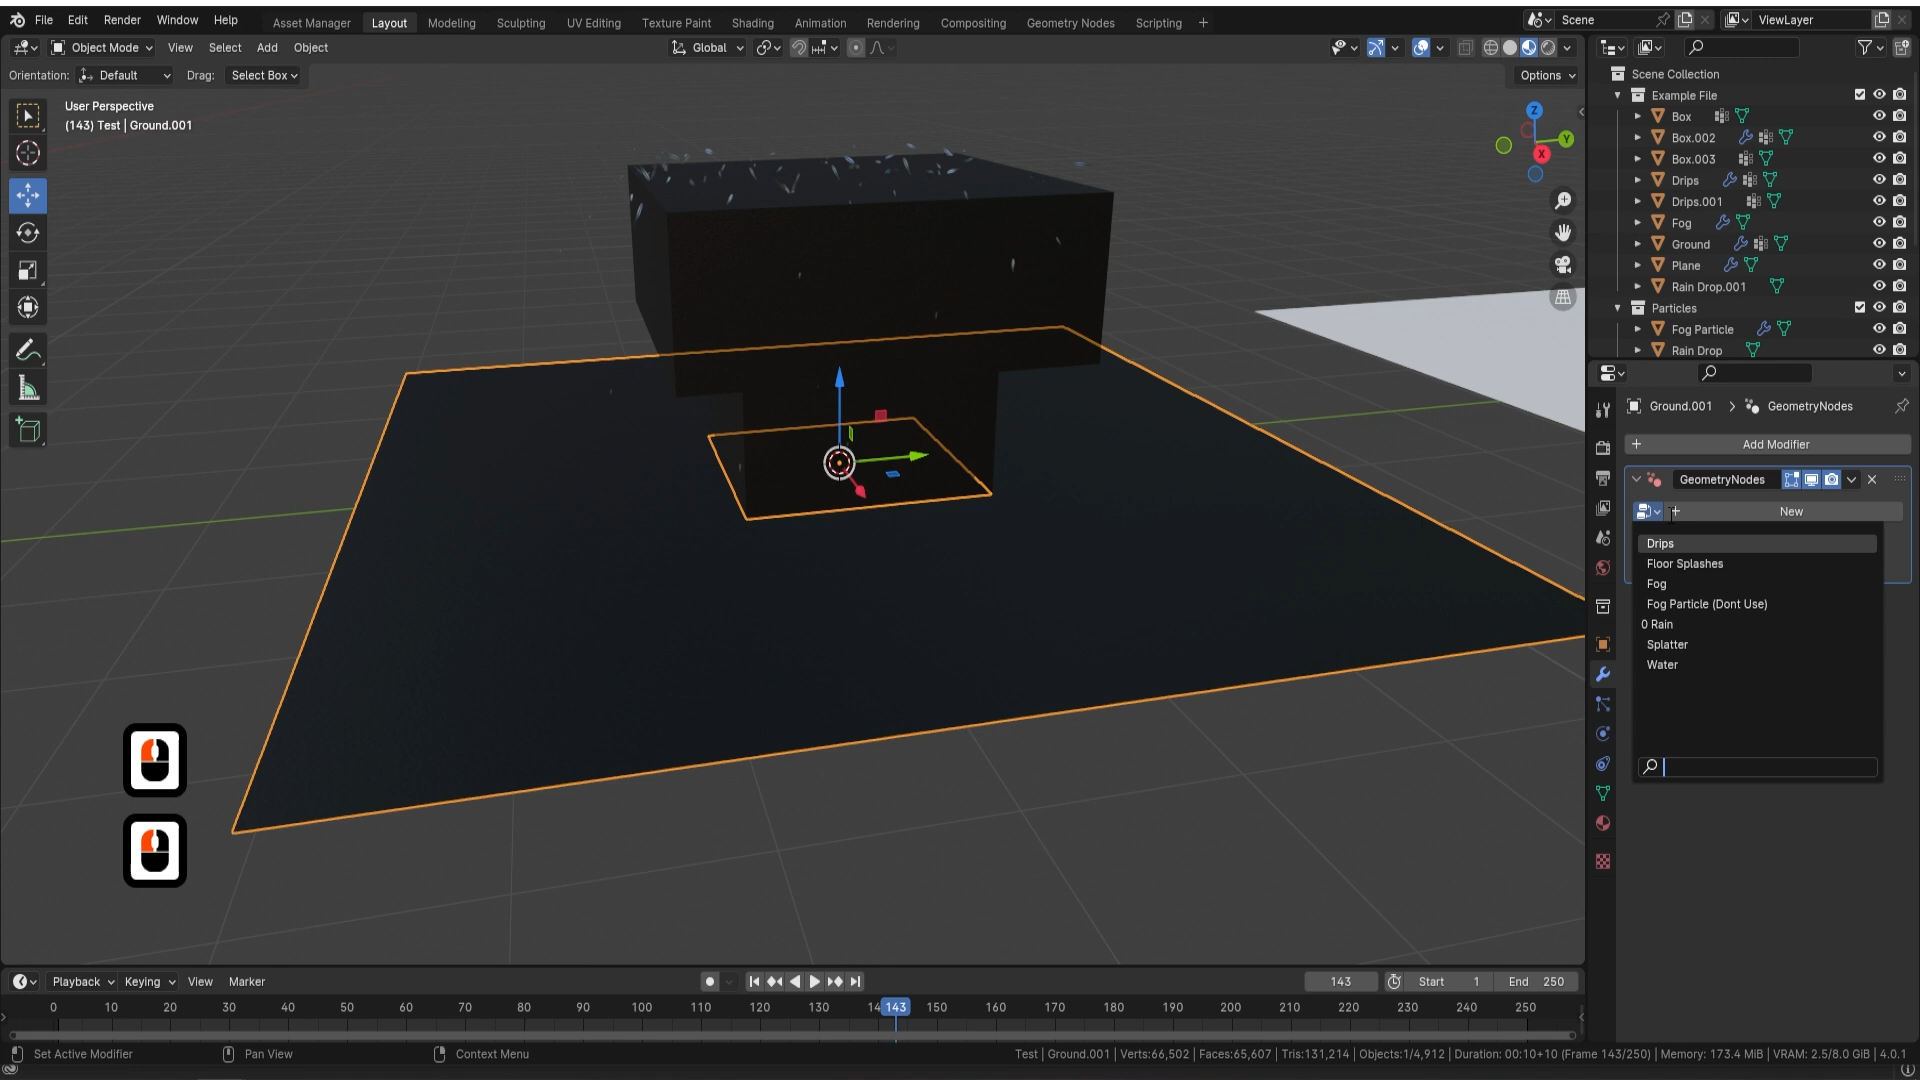 File Edit Render Window Help Asset Manager Layout Modeling Sculpting UV Editing Texture Paint Shading Animation Rendering Compositing Geometry Nodes Scripting + Scene ViewLayer
Object Mode View Select Add Object Global
Orientation: Default Drag: Select Box Options
User Perspective
(143) Test | Ground.001
Z
Y
X
Scene Collection
Example File
Box
Box.002
Box.003
Drips
Drips.001
Fog
Ground
Plane
Rain Drop.001
Particles
Fog Particle
Rain Drop
Ground.001 > GeometryNodes
+ Add Modifier
GeometryNodes
+ New
Drips
Floor Splashes
Fog
Fog Particle (Dont Use)
0 Rain
Splatter
Water
Playback Keying View Marker 143 Start 1 End 250
0 10 20 30 40 50 60 70 80 90 100 110 120 130 14 143 150 160 170 180 190 200 210 220 230 240 250
Set Active Modifier Pan View Context Menu Test | Ground.001 | Verts:66,502 | Faces:65,607 | Tris:131,214 | Objects:1/4,912 | Duration: 00:10+10 (Frame 143/250) | Memory: 173.4 MiB | VRAM: 2.5/8.0 GiB | 4.0.1